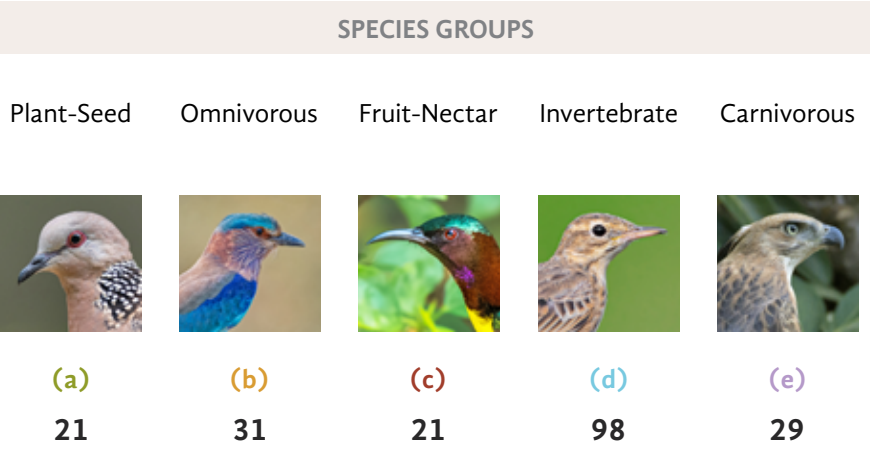 SPECIES GROUPS
Plant-Seed Omnivorous Fruit-Nectar Invertebrate Carnivorous
(a) (b) (c) (d) (e)
21 31 21 98 29